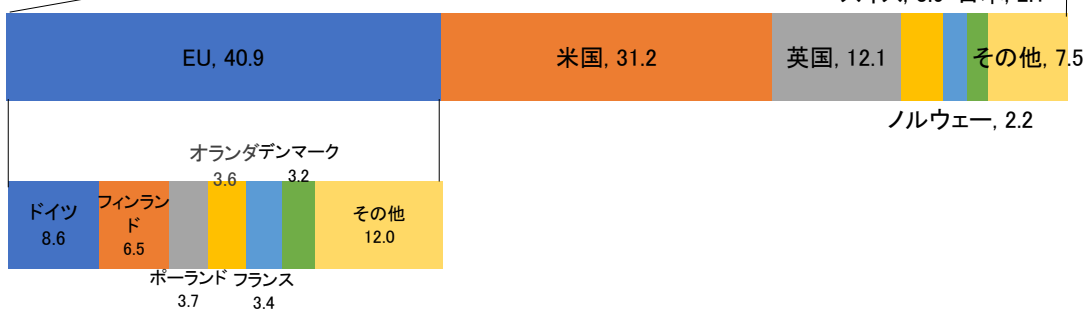 EU, 40.9
米国, 31.2
英国, 12.1
その他, 7.5
ノルウェー, 2.2
オランダ
3.6
デンマーク
3.2
ドイツ
8.6
フィンラン
ド
6.5
その他
12.0
ポーランド
3.7
フランス
3.4